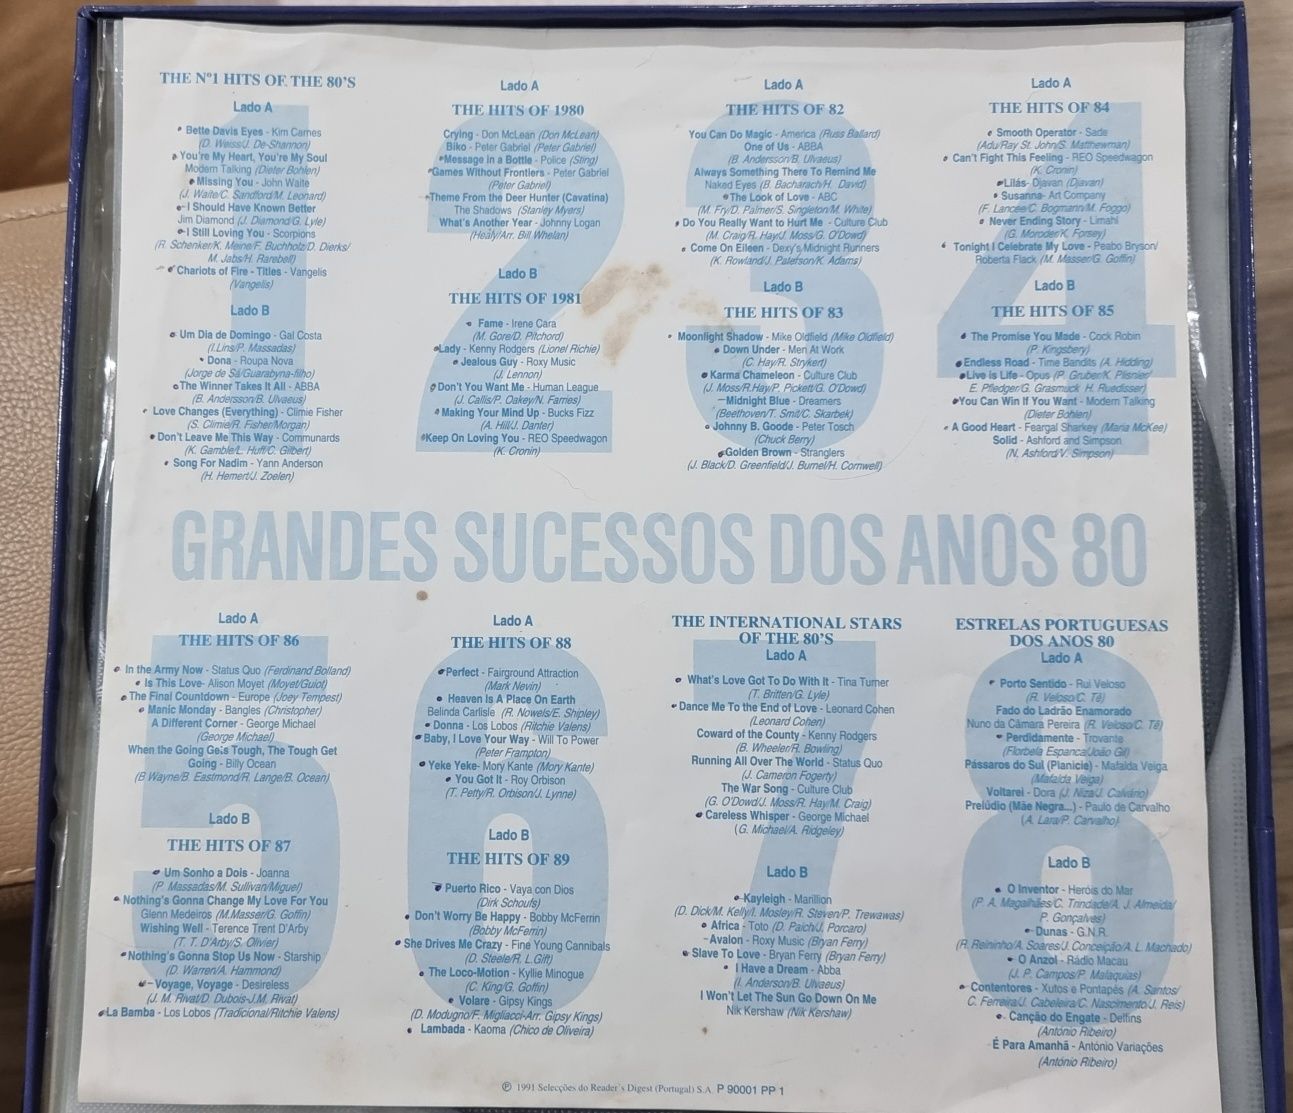 THE Nº1 HITS OF THE 80'S
Lado A
Bette Davis Eyes - Kim Carnes
(D. Weiss/J. De-Shannon)
You're My Heart, You're My Soul
Modern Talking (Dieter Bohlen)
Missing You - John Waite
(J. Waite/C. Sandford/M. Leonard)
I Should Have Known Better
Jim Diamond (J. Diamond/G. Lyle)
I Still Loving You - Scorpions
(R. Schenker/K. Meine/F. Buchholz/D. Dierks/
M. Jabs/H. Rarebell)
Chariots of Fire - Titles - Vangelis
(Vangelis)
Lado B
Um Dia de Domingo - Gal Costa
(I.Lins/P. Massadas)
Dona - Roupa Nova
(Jorge de Sá/Guarabyna-filho)
The Winner Takes It All - ABBA
(B. Andersson/B. Ulvaeus)
Love Changes (Everything) - Climie Fisher
(S. Climie/R. Fisher/Morgan)
Don't Leave Me This Way - Communards
(K. Gamble/L. Huff/C. Gilbert)
Song For Nadim - Yann Anderson
(H. Hemert/J. Zoelen)
Lado A
THE HITS OF 1980
Crying - Don McLean (Don McLean)
Biko - Peter Gabriel (Peter Gabriel)
Message in a Bottle - Police (Sting)
Games Without Frontiers - Peter Gabriel
(Peter Gabriel)
Theme From the Deer Hunter (Cavatina)
The Shadows (Stanley Myers)
What's Another Year - Johnny Logan
(Healy/Arr. Bill Whelan)
Lado B
THE HITS OF 1981
Fame - Irene Cara
(M. Gore/D. Pitchord)
Lady - Kenny Rodgers (Lionel Richie)
Jealous Guy - Roxy Music
(J. Lennon)
Don't You Want Me - Human League
(J. Callis/P. Oakey/N. Farries)
Making Your Mind Up - Bucks Fizz
(A. Hill/J. Danter)
Keep On Loving You - REO Speedwagon
(K. Cronin)
Lado A
THE HITS OF 82
You Can Do Magic - America (Russ Ballard)
One of Us - ABBA
(B. Andersson/B. Ulvaeus)
Always Something There To Remind Me
Naked Eyes (B. Bacharach/H. David)
The Look of Love - ABC
(M. Fry/D. Palmer/S. Singleton/M. White)
Do You Really Want to Hurt Me - Culture Club
(M. Craig/R. Hay/J. Moss/G. O'Dowd)
Come On Eileen - Dexy's Midnight Runners
(K. Rowland/J. Paterson/K. Adams)
Lado B
THE HITS OF 83
Moonlight Shadow - Mike Oldfield (Mike Oldfield)
Down Under - Men At Work
(C. Hay/R. Strykert)
Karma Chameleon - Culture Club
(J. Moss/R.Hay/P. Pickett/G. O'Dowd)
Midnight Blue - Dreamers
(Beethoven/T. Smit/C. Skarbek)
Johnny B. Goode - Peter Tosch
(Chuck Berry)
Golden Brown - Stranglers
(J. Black/D. Greenfield/J. Burnel/H. Cornwell)
Lado A
THE HITS OF 84
Smooth Operator - Sade
(Adu/Ray St. John/S. Matthewman)
Can't Fight This Feeling - REO Speedwagon
(K. Cronin)
Lilás- Djavan (Djavan)
Susanna- Art Company
(F. Lancee/C. Bogmann/M. Foggo)
Never Ending Story - Limahl
(G. Moroder/K. Forsey)
Tonight I Celebrate My Love - Peabo Bryson/
Roberta Flack (M. Masser/G. Goffin)
Lado B
THE HITS OF 85
The Promise You Made - Cock Robin
(P. Kingsbery)
Endless Road - Time Bandits (A. Hidding)
Live is Life - Opus (P. Gruber/K. Pilsnier/
E. Pfledger/G. Grasmuck H. Ruedisser)
You Can Win If You Want - Modern Talking
(Dieter Bohlen)
A Good Heart - Feargal Sharkey (Maria McKee)
Solid - Ashford and Simpson
(N. Ashford/V. Simpson)
GRANDES SUCESSOS DOS ANOS 80
Lado A
THE HITS OF 86
In the Army Now - Status Quo (Ferdinand Bolland)
Is This Love- Alison Moyet (Moyet/Guiot)
The Final Countdown - Europe (Joey Tempest)
Manic Monday - Bangles (Christopher)
A Different Corner - George Michael
(George Michael)
When the Going Gets Tough, The Tough Get
Going - Billy Ocean
(B Wayne/B. Eastmond/R. Lange/B. Ocean)
Lado B
THE HITS OF 87
Um Sonho a Dois - Joanna
(P. Massadas/M. Sullivan/Miguel)
Nothing's Gonna Change My Love For You
Glenn Medeiros (M.Masser/G. Goffin)
Wishing Well - Terence Trent D'Arby
(T. T. D'Arby/S. Olivier)
Nothing's Gonna Stop Us Now - Starship
(D. Warren/A. Hammond)
Voyage, Voyage - Desireless
(J. M. Rivat/D. Dubois-J.M. Rivat)
La Bamba - Los Lobos (Tradicional/Ritchie Valens)
Lado A
THE HITS OF 88
Perfect - Fairground Attraction
(Mark Nevin)
Heaven Is A Place On Earth
Belinda Carlisle (R. Nowels/E. Shipley)
Donna - Los Lobos (Ritchie Valens)
Baby, I Love Your Way - Will To Power
(Peter Frampton)
Yeke Yeke- Mory Kante (Mory Kante)
You Got It - Roy Orbison
(T. Petty/R. Orbison/J. Lynne)
Lado B
THE HITS OF 89
Puerto Rico - Vaya con Dios
(Dirk Schoufs)
Don't Worry Be Happy - Bobby McFerrin
(Bobby McFerrin)
She Drives Me Crazy - Fine Young Cannibals
(D. Steele/R. L.Gift)
The Loco-Motion - Kyllie Minogue
(C. King/G. Goffin)
Volare - Gipsy Kings
(D. Modugno/F. Migliacci-Arr. Gipsy Kings)
Lambada - Kaoma (Chico de Oliveira)
THE INTERNATIONAL STARS
OF THE 80'S
Lado A
What's Love Got To Do With It - Tina Turner
(T. Britten/G. Lyle)
Dance Me To the End of Love - Leonard Cohen
(Leonard Cohen)
Coward of the County - Kenny Rodgers
(B. Wheeler/R. Bowling)
Running All Over The World - Status Quo
(J. Cameron Fogerty)
The War Song - Culture Club
(G. O'Dowd/J. Moss/R. Hay/M. Craig)
Careless Whisper - George Michael
(G. Michael/A. Ridgeley)
Lado B
Kayleigh - Marillion
(D. Dick/M. Kelly/I. Mosley/R. Steven/P. Trewawas)
Africa - Toto (D. Paich/J. Porcaro)
Avalon - Roxy Music (Bryan Ferry)
Slave To Love - Bryan Ferry (Bryan Ferry)
I Have a Dream - Abba
(I. Anderson/B. Ulvaeus)
I Won't Let The Sun Go Down On Me
Nik Kershaw (Nik Kershaw)
ESTRELAS PORTUGUESAS
DOS ANOS 80
Lado A
Porto Sentido - Rui Veloso
(R. Veloso/C. Tê)
Fado do Ladrão Enamorado
Nuno da Câmara Pereira (R. Veloso/C. Tê)
Perdidamente - Trovante
(Florbela Espanca/João Gil)
Pássaros do Sul (Planície) - Mafalda Veiga
(Mafalda Veiga)
Voltarei - Dora (J. Niza/J. Calvário)
Prelúdio (Mãe Negra...) - Paulo de Carvalho
(A. Lara/P. Carvalho)
Lado B
O Inventor - Heróis do Mar
(P. A. Magalhães/C. Trindade/A. J. Almeida/
P. Gonçalves)
Dunas - G.N.R.
(R. Reininho/A. Soares/J. Conceição/A. L. Machado)
O Anzol - Rádio Macau
(J. P. Campos/P. Malaquias)
Contentores - Xutos e Pontapés (A. Santos/
C. Ferreira/J. Cabeleira/C. Nascimento/J. Reis)
Canção do Engate - Delfins
(António Ribeiro)
É Para Amanhã - António Variações
(António Ribeiro)
℗ 1991 Selecções do Reader's Digest (Portugal) S.A. P 90001 PP 1